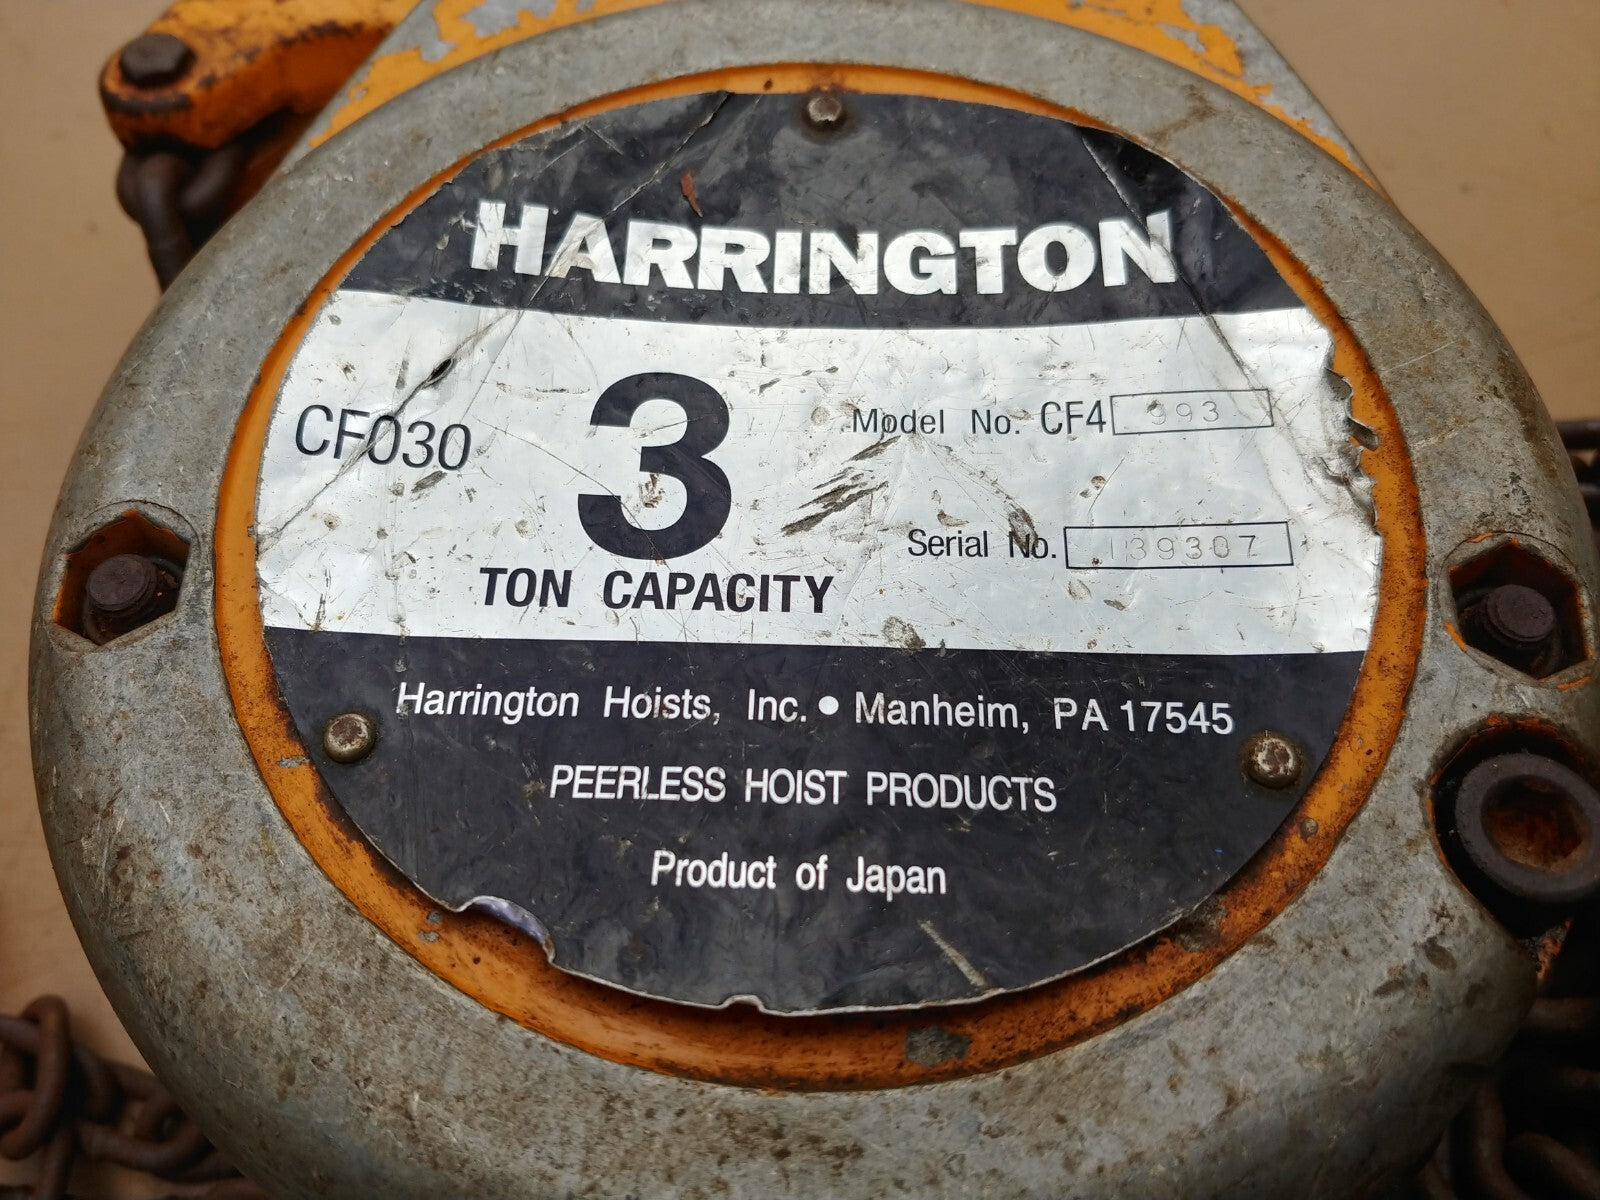 HARRINGTON
CF030
3
TON CAPACITY
Model No. CF4 993
Serial No. 139307
Harrington Hoists, Inc. • Manheim, PA 17545
PEERLESS HOIST PRODUCTS
Product of Japan